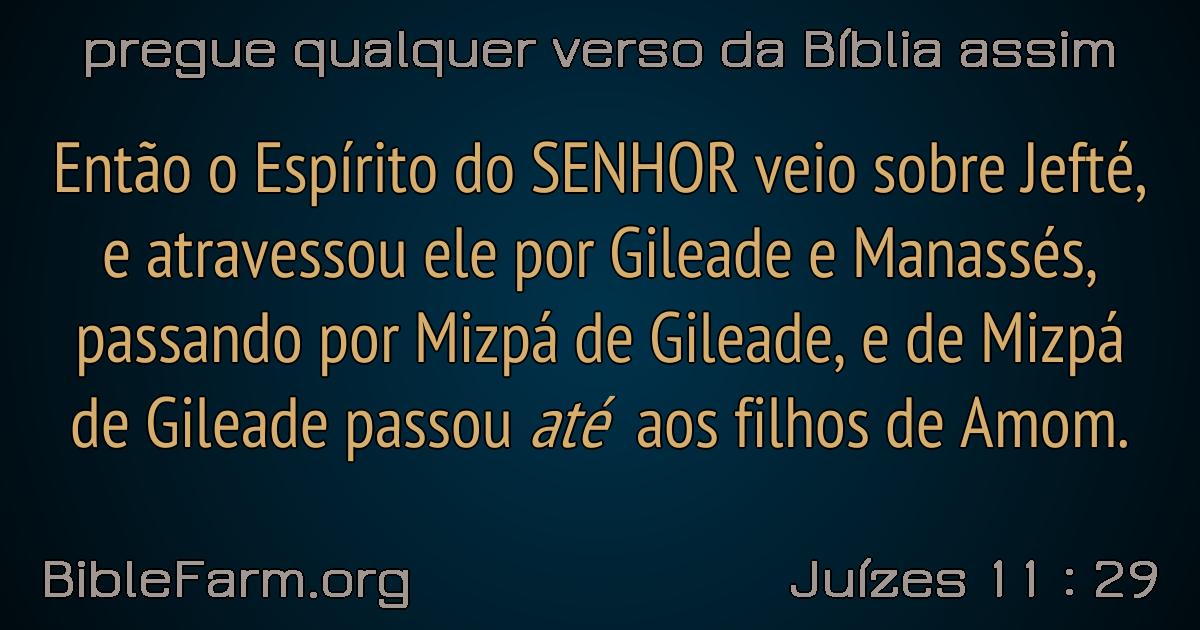 pregue qualquer verso da Bíblia assim
Então o Espírito do SENHOR veio sobre Jefté,
e atravessou ele por Gileade e Manassés,
passando por Mizpá de Gileade, e de Mizpá
de Gileade passou até aos filhos de Amom.
BibleFarm.org
Juízes 11 : 29